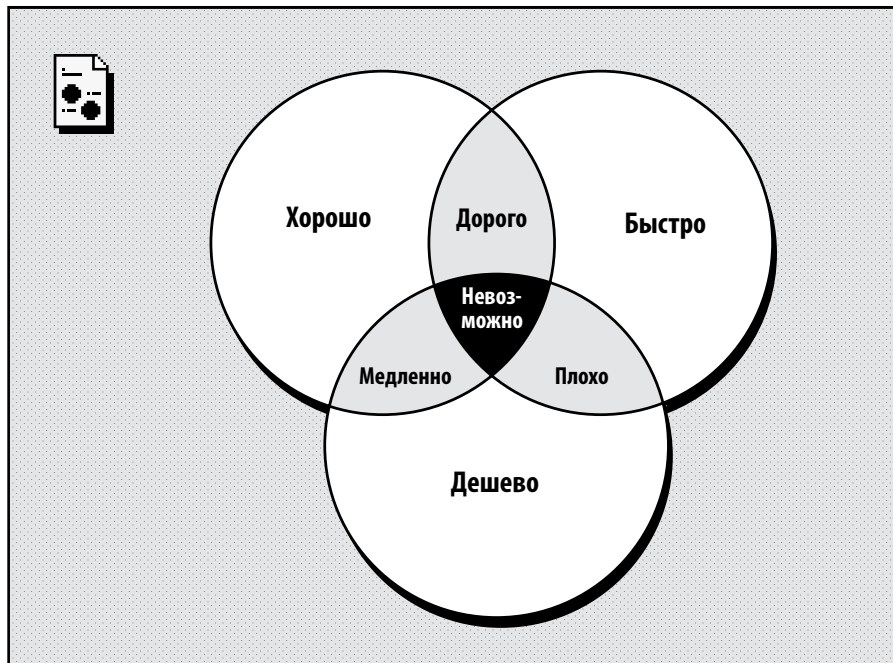 Хорошо
Дорого
Быстро
Невоз-
можно
Медленно
Плохо
Дешево